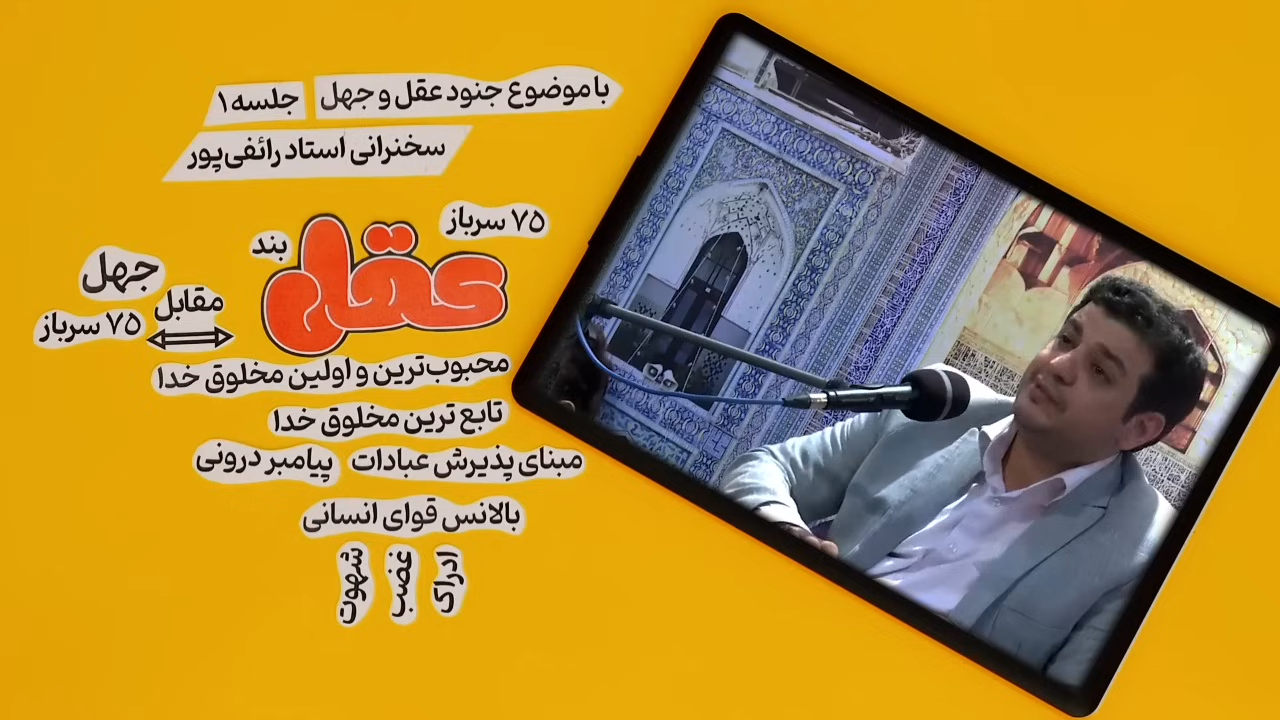 با موضوع جنود عقل و جهل جلسه ۱
سخنرانی استاد رائفی‌پور
۷۵ سرباز
عقل
بند
جهل
مقابل
۷۵ سرباز
محبوب‌ترین و اولین مخلوق خدا
تابع ترین مخلوق خدا
مبنای پذیرش عبادات پیامبر درونی
بالانس قوای انسانی
ادراک غضب شهوت